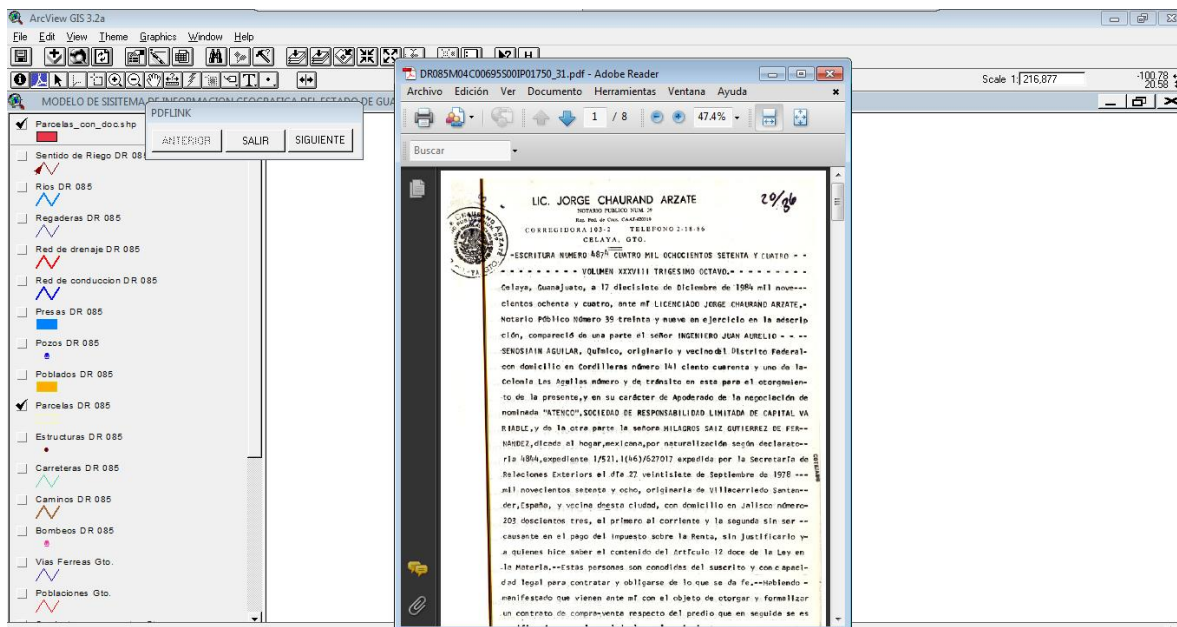 ArcView GIS 3.2a
File Edit View Theme Graphics Window Help
Scale 1: 216,877
-100.78
20.58
MODELO DE SISITEMA DE INFORMACION GEOGRAFICA DEL ESTADO DE GUA
PDFLINK
ANTERIOR SALIR SIGUIENTE
Parcelas_con_doc.shp
Sentido de Riego DR 085
Rios DR 085
Regaderas DR 085
Red de drenaje DR 085
Red de conduccion DR 085
Presas DR 085
Pozos DR 085
Poblados DR 085
Parcelas DR 085
Estructuras DR 085
Carreteras DR 085
Caminos DR 085
Bombeos DR 085
Vias Ferreas Gto.
Poblaciones Gto.
DR085M04C00695S00IP01750_31.pdf - Adobe Reader
Archivo Edición Ver Documento Herramientas Ventana Ayuda
1 / 8 47.4%
Buscar
LIC. JORGE CHAURAND ARZATE
20/86
NOTARIO PUBLICO NUM. 39
CORREGIDORA 103-2 TELEFONO 2-18-86
CELAYA, GTO.
-ESCRITURA NUMERO 4874 CUATRO MIL OCHOCIENTOS SETENTA Y CUATRO - -
- - - - - - - - - - VOLUMEN XXXVIII TRIGESIMO OCTAVO.- - - - - - - - -
Celaya, Guanajuato, a 17 diecisiete de Diciembre de 1984 mil nove---
cientos ochenta y cuatro, ante mf LICENCIADO JORGE CHAURAND ARZATE,-
Notario Público Número 39 treinta y nueve en ejercicio en la adscrip
ción, compareció de una parte el señor INGENIERO JUAN AURELIO - - --
SENOSIAIN AGUILAR, Químico, originario y vecino del Distrito Federal-
con domicilio en Cordilleras número 141 ciento cuarenta y uno de la-
Colonia Las Aguilas número y de tránsito en esta para el otorgamien-
to de la presente,y en su carácter de Apoderado de la negociación de
nominada "ATENCO",SOCIEDAD DE RESPONSABILIDAD LIMITADA DE CAPITAL VA
RIABLE,y de la otra parte la señora MILAGROS SAIZ GUTIERREZ DE FER--
NANDEZ,dicada al hogar,mexicana,por naturalización según declarato--
ria 4844,expediente 1/521.1(46)/627017 expedida por la Secretaría de
Relaciones Exteriors el día 27 veintisiete de Septiembre de 1978 ---
mil novecientos setenta y ocho, originaria de Villacarriedo Santan--
der,España, y vecina de esta ciudad, con domicilio en Jalisco número-
203 doscientos tres, el primero al corriente y la segunda sin ser --
causante en el pago del Impuesto sobre la Renta, sin justificarlo y-
a quienes hice saber el contenido del Artículo 12 doce de la Ley en
la Materia.--Estas personas son conodidas del suscrito y con capaci-
dad legal para contratar y obligarse de lo que se da fe.--Habiendo -
manifestado que vienen ante mf con el objeto de otorgar y formalizar
un contrato de compra-venta respecto del predio que en seguida se es